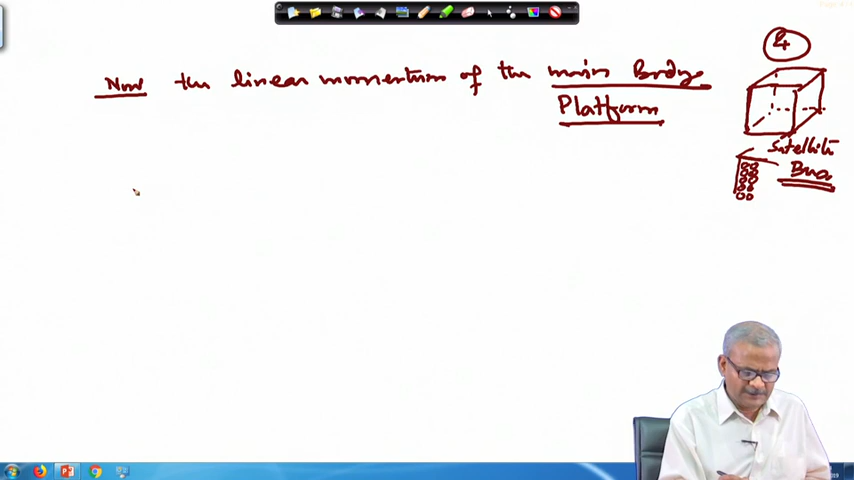 Now the linear momentum of the main Body
Platform
4
Satellite
Bus